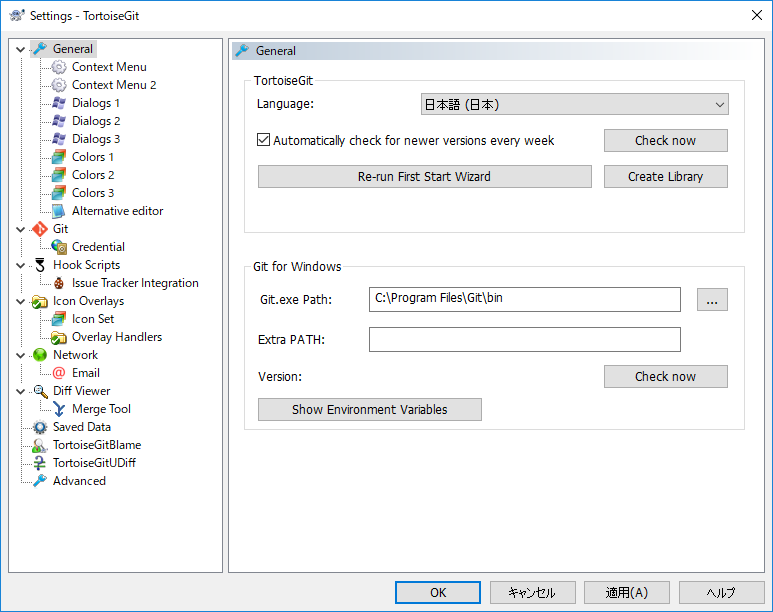 Settings - TortoiseGit
General
Context Menu
Context Menu 2
Dialogs 1
Dialogs 2
Dialogs 3
Colors 1
Colors 2
Colors 3
Alternative editor
Git
Credential
Hook Scripts
Issue Tracker Integration
Icon Overlays
Icon Set
Overlay Handlers
Network
Email
Diff Viewer
Merge Tool
Saved Data
TortoiseGitBlame
TortoiseGitUDiff
Advanced
General
TortoiseGit
Language: 日本語 (日本)
Automatically check for newer versions every week Check now
Re-run First Start Wizard Create Library
Git for Windows
Git.exe Path: C:\Program Files\Git\bin ...
Extra PATH:
Version: Check now
Show Environment Variables
OK キャンセル 適用(A) ヘルプ